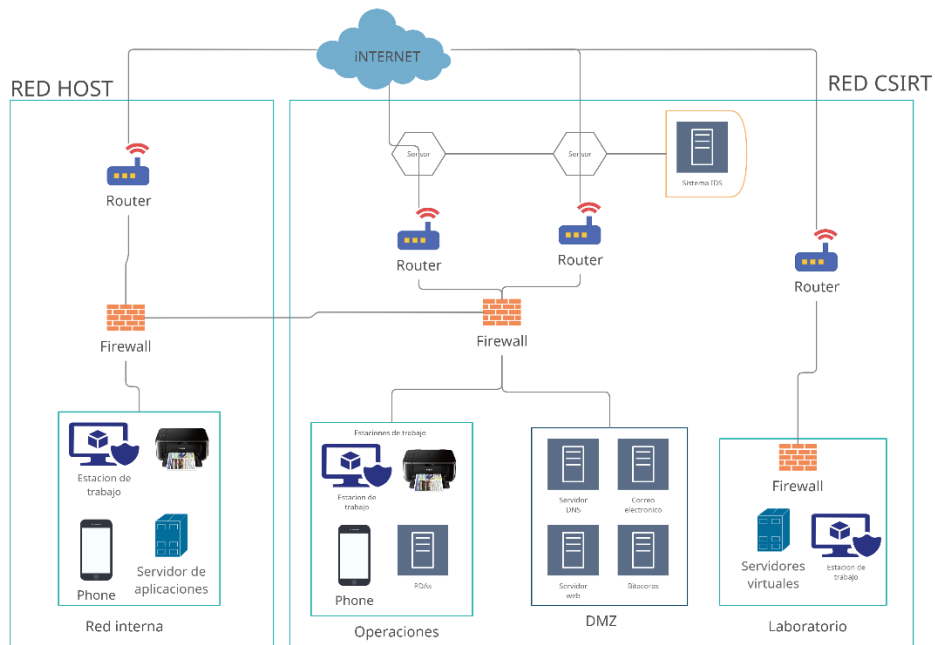 iNTERNET
RED HOST
RED CSIRT
Sensor
Sensor
Sistema IDS
Router
Router
Router
Router
Firewall
Firewall
Firewall
Estacion de
trabajo
Phone
Servidor de
aplicaciones
Red interna
Estaciones de trabajo
Estacion de
trabajo
Phone
PDAs
Operaciones
Servidor
DNS
Correo
electronico
Servidor
web
Bitacoras
DMZ
Servidores
virtuales
Estacion de
trabajo
Laboratorio